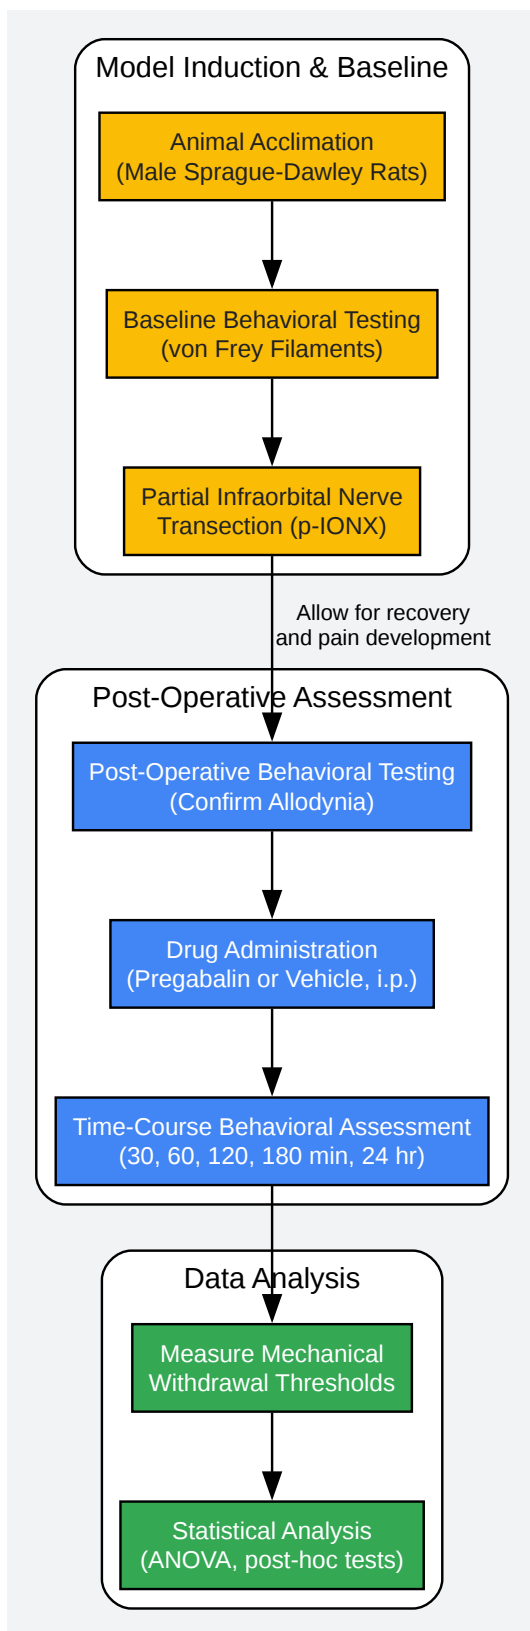 Model Induction & Baseline
Animal Acclimation
(Male Sprague-Dawley Rats)
Baseline Behavioral Testing
(von Frey Filaments)
Partial Infraorbital Nerve
Transection (p-IONX)
Allow for recovery
and pain development
Post-Operative Assessment
Post-Operative Behavioral Testing
(Confirm Allodynia)
Drug Administration
(Pregabalin or Vehicle, i.p.)
Time-Course Behavioral Assessment
(30, 60, 120, 180 min, 24 hr)
Data Analysis
Measure Mechanical
Withdrawal Thresholds
Statistical Analysis
(ANOVA, post-hoc tests)